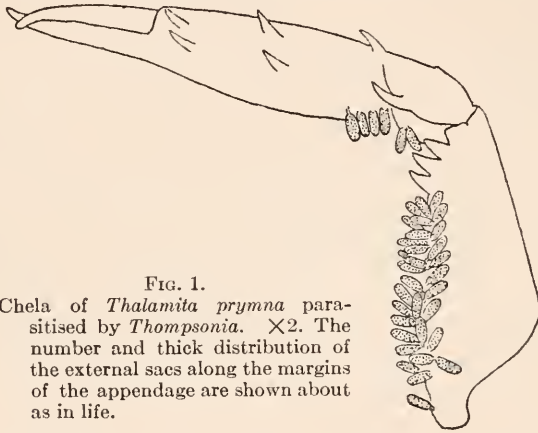 FIG. 1.
Chela of Thalamita prymna para-
sitised by Thompsonia. ×2. The
number and thick distribution of
the external sacs along the margins
of the appendage are shown about
as in life.